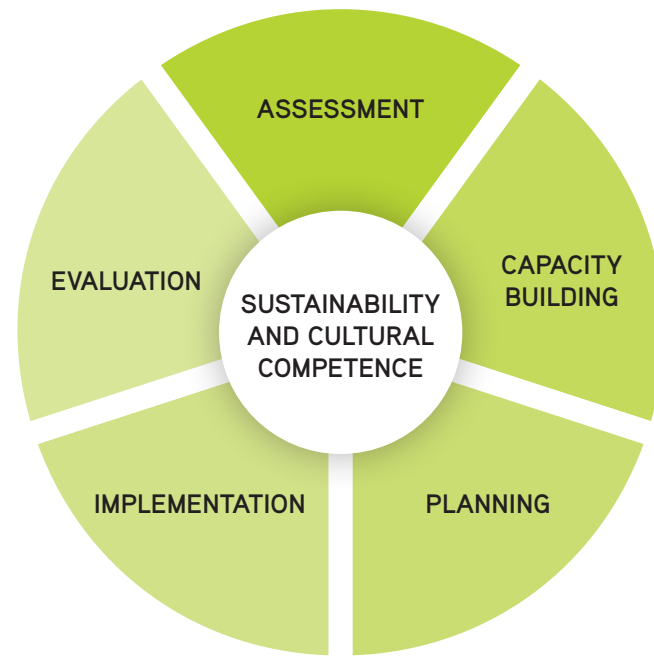 ASSESSMENT
CAPACITY
BUILDING
PLANNING
IMPLEMENTATION
EVALUATION
SUSTAINABILITY
AND CULTURAL
COMPETENCE